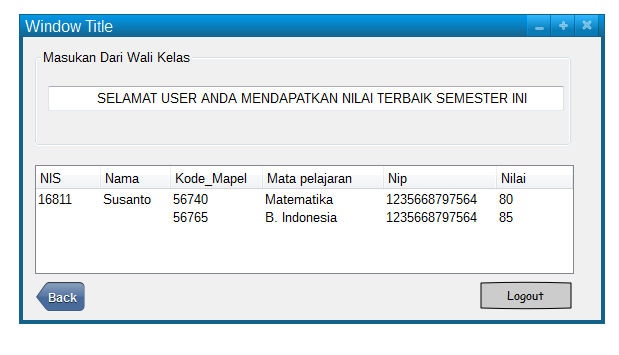 Window Title
Masukan Dari Wali Kelas
SELAMAT USER ANDA MENDAPATKAN NILAI TERBAIK SEMESTER INI
NIS Nama Kode_Mapel Mata pelajaran Nip Nilai
16811 Susanto 56740 Matematika 1235668797564 80
56765 B. Indonesia 1235668797564 85
Back Logout